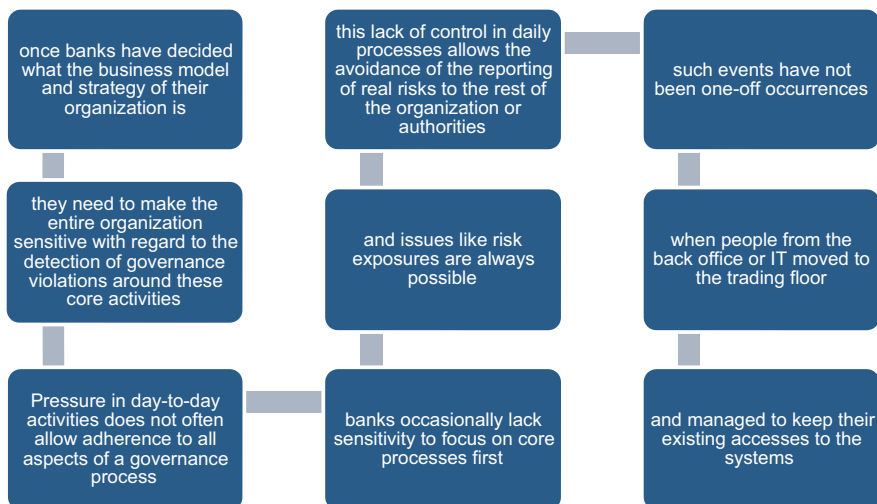 once banks have decided
what the business model
and strategy of their
organization is
they need to make the
entire organization
sensitive with regard to the
detection of governance
violations around these
core activities
Pressure in day-to-day
activities does not often
allow adherence to all
aspects of a governance
process
banks occasionally lack
sensitivity to focus on core
processes first
and issues like risk
exposures are always
possible
this lack of control in daily
processes allows the
avoidance of the reporting
of real risks to the rest of
the organization or
authorities
such events have not
been one-off occurrences
when people from the
back office or IT moved to
the trading floor
and managed to keep their
existing accesses to the
systems